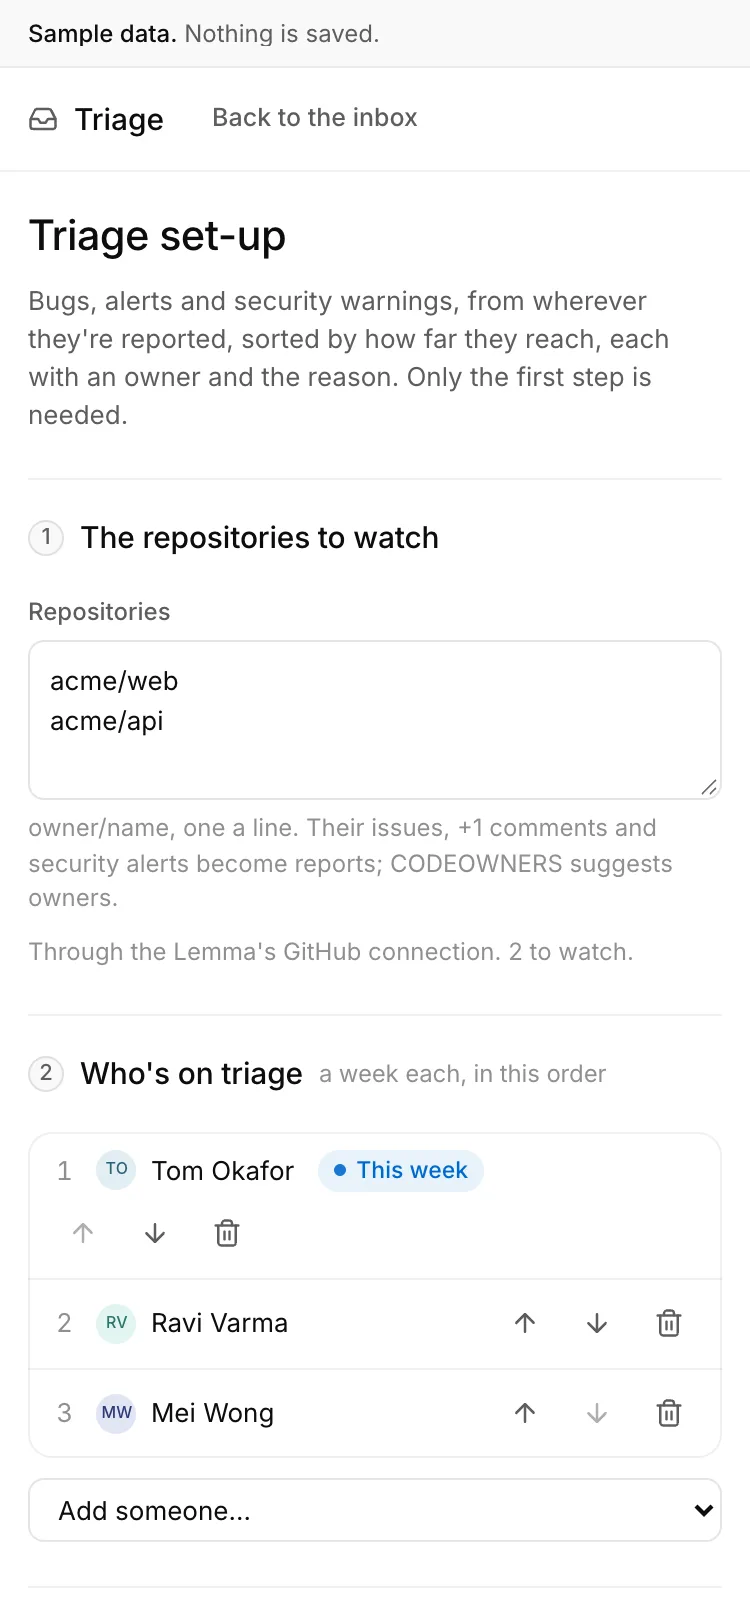 Sample data. Nothing is saved.
Triage
Back to the inbox
Triage set-up
Bugs, alerts and security warnings, from wherever
they're reported, sorted by how far they reach, each
with an owner and the reason. Only the first step is
needed.
1 The repositories to watch
Repositories
acme/web
acme/api
owner/name, one a line. Their issues, +1 comments and
security alerts become reports; CODEOWNERS suggests
owners.
Through the Lemma's GitHub connection. 2 to watch.
2 Who's on triage a week each, in this order
1 TO Tom Okafor This week
2 RV Ravi Varma
3 MW Mei Wong
Add someone...